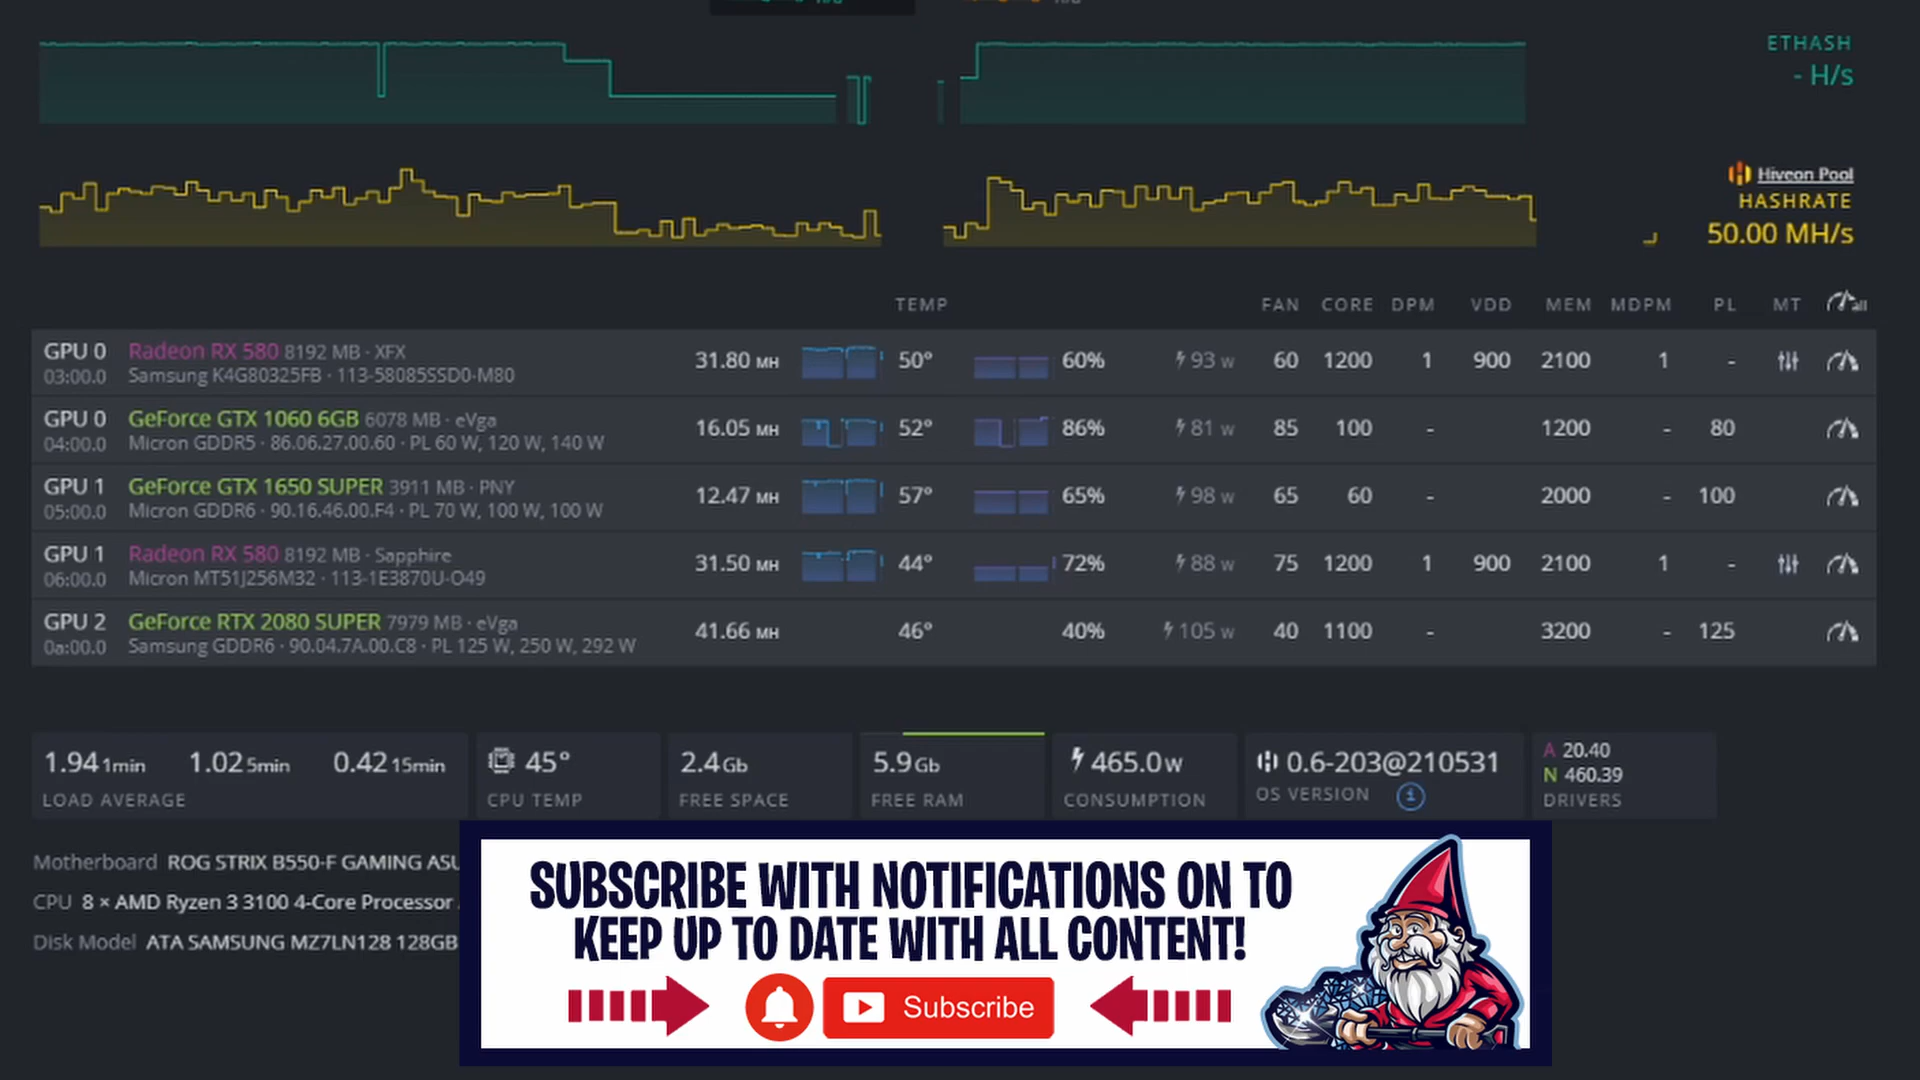 ETHASH
- H/s
Hiveon Pool
HASHRATE
50.00 MH/s
TEMP FAN CORE DPM VDD MEM MDPM PL MT all
GPU 0 Radeon RX 580 8192 MB · XFX
03:00.0 Samsung K4G80325FB · 113-58085SSD0-M80
31.80 MH 50° 60% 93 w 60 1200 1 900 2100 1 -
GPU 0 GeForce GTX 1060 6GB 6078 MB · eVga
04:00.0 Micron GDDR5 · 86.06.27.00.60 · PL 60 W, 120 W, 140 W
16.05 MH 52° 86% 81 w 85 100 - 1200 - 80
GPU 1 GeForce GTX 1650 SUPER 3911 MB · PNY
05:00.0 Micron GDDR6 · 90.16.46.00.F4 · PL 70 W, 100 W, 100 W
12.47 MH 57° 65% 98 w 65 60 - 2000 - 100
GPU 1 Radeon RX 580 8192 MB · Sapphire
06:00.0 Micron MT51J256M32 · 113-1E3870U-O49
31.50 MH 44° 72% 88 w 75 1200 1 900 2100 1 -
GPU 2 GeForce RTX 2080 SUPER 7979 MB · eVga
0a:00.0 Samsung GDDR6 · 90.04.7A.00.C8 · PL 125 W, 250 W, 292 W
41.66 MH 46° 40% 105 w 40 1100 - 3200 - 125
1.94 1min 1.02 5min 0.42 15min
LOAD AVERAGE
45°
CPU TEMP
2.4 Gb
FREE SPACE
5.9 Gb
FREE RAM
465.0 w
CONSUMPTION
0.6-203@210531
OS VERSION
A 20.40
N 460.39
DRIVERS
Motherboard ROG STRIX B550-F GAMING ASU
CPU 8 × AMD Ryzen 3 3100 4-Core Processor
Disk Model ATA SAMSUNG MZ7LN128 128GB
SUBSCRIBE WITH NOTIFICATIONS ON TO
KEEP UP TO DATE WITH ALL CONTENT!
Subscribe